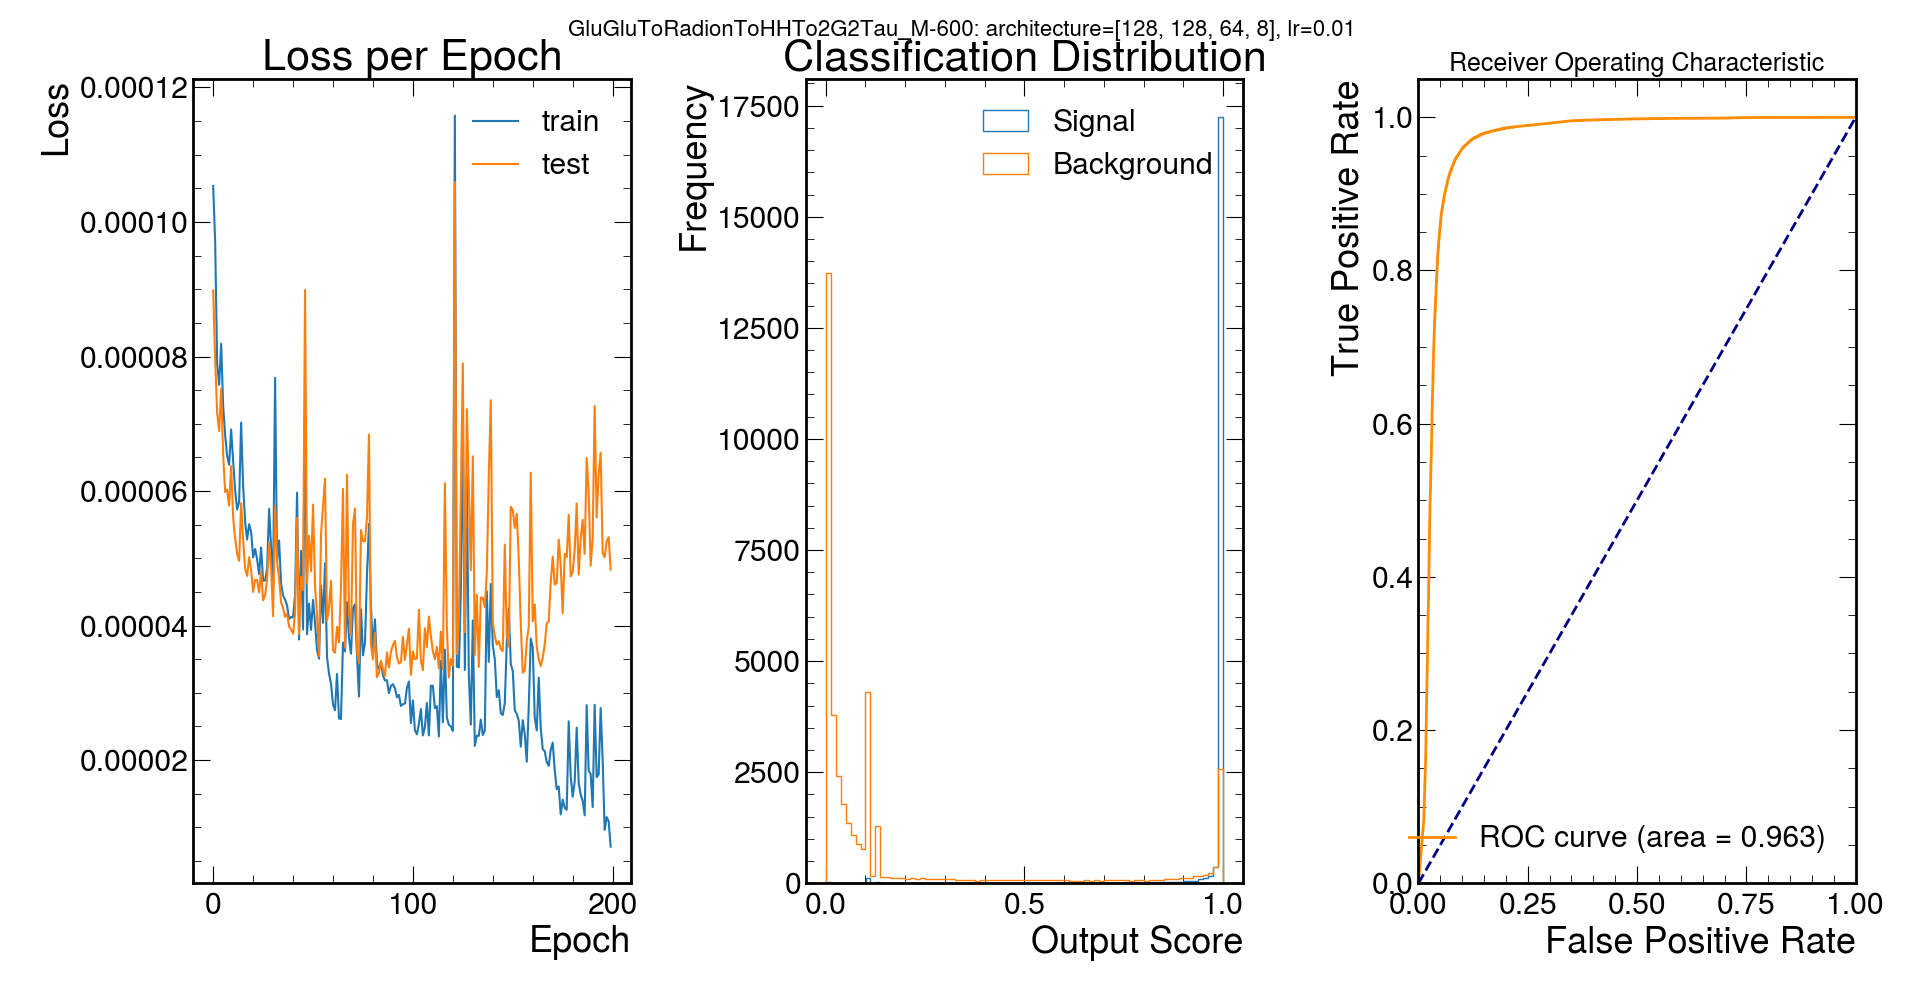 GluGluToRadionToHHTo2G2Tau_M-600: architecture=[128, 128, 64, 8], lr=0.01
Loss per Epoch
Loss
0.00012
0.00010
0.00008
0.00006
0.00004
0.00002
train
test
0 100 200
Epoch
Classification Distribution
Frequency
17500
15000
12500
10000
7500
5000
2500
0
Signal
Background
0.0 0.5 1.0
Output Score
Receiver Operating Characteristic
True Positive Rate
1.0
0.8
0.6
0.4
0.2
0.0
ROC curve (area = 0.963)
0.00 0.25 0.50 0.75 1.00
False Positive Rate